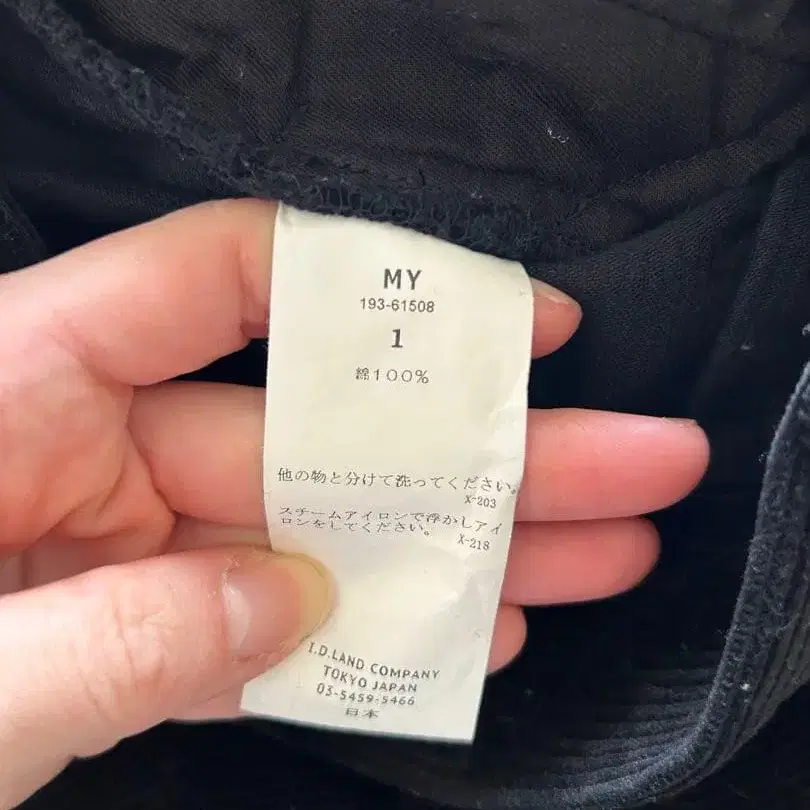 MY
193-61508
1
綿100%
他の物と分けて洗ってください。
X-203
スチームアイロンで浮かしアイ
ロンをしてください。
X-218
I.D.LAND COMPANY
TOKYO JAPAN
03-5459-5466
日本